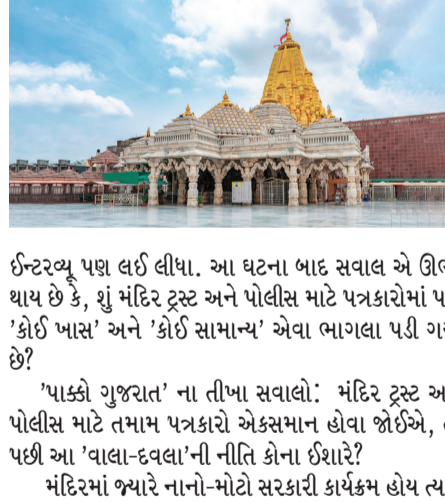 ઈન્ટરવ્યૂ પણ લઈ લીધા. આ ઘટના બાદ સવાલ એ
થાય છે કે, શું મંદિર ટ્રસ્ટ અને પોલીસ માટે પત્રકારોમાં
'કોઈ ખાસ' અને 'કોઈ સામાન્ય' એવા ભાગલા પડી
છે?
'પાક્કો ગુજરાત' ના તીખા સવાલો: મંદિર ટ્રસ્ટ
પોલીસ માટે તમામ પત્રકારો એકસમાન હોવા જોઈએ,
પછી આ 'વાલા-દવલા'ની નીતિ કોના ઈશારે?
મંદિરમાં જ્યારે નાનો-મોટો સરકારી કાર્યક્રમ હોય